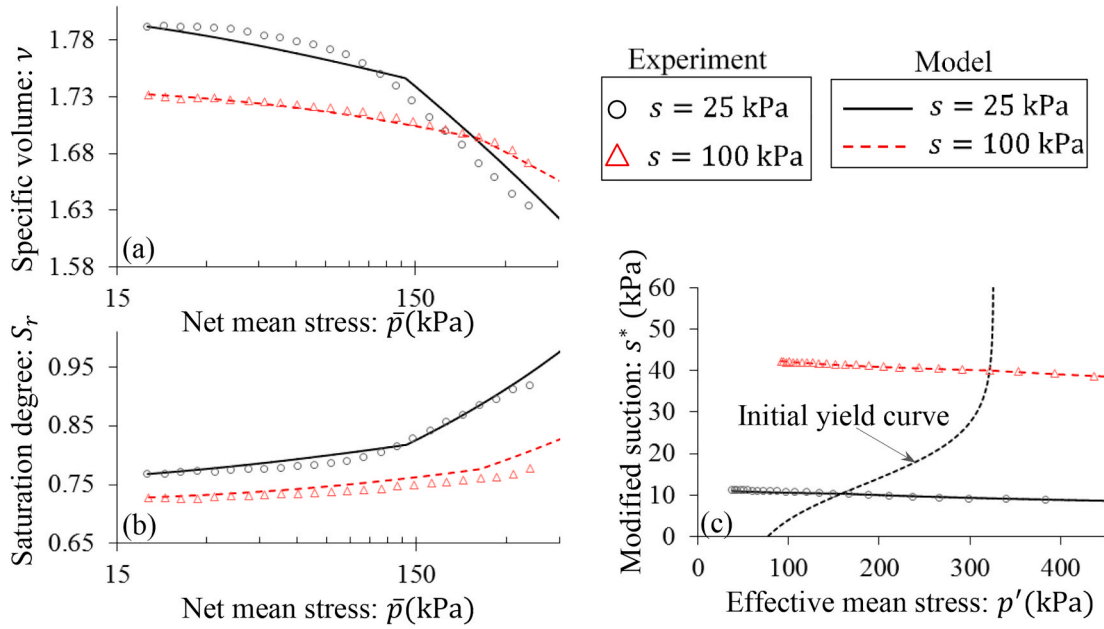 Specific volume: ν
1.78
1.73
1.68
1.63
1.58
(a)
15
150
Net mean stress: p̄(kPa)
Experiment
s = 25 kPa
s = 100 kPa
Model
s = 25 kPa
s = 100 kPa
Saturation degree: Sᵣ
0.95
0.85
0.75
0.65
(b)
15
150
Net mean stress: p̄(kPa)
Modified suction: s* (kPa)
60
50
40
30
20
10
0
Initial yield curve
(c)
0
100
200
300
400
Effective mean stress: p′(kPa)